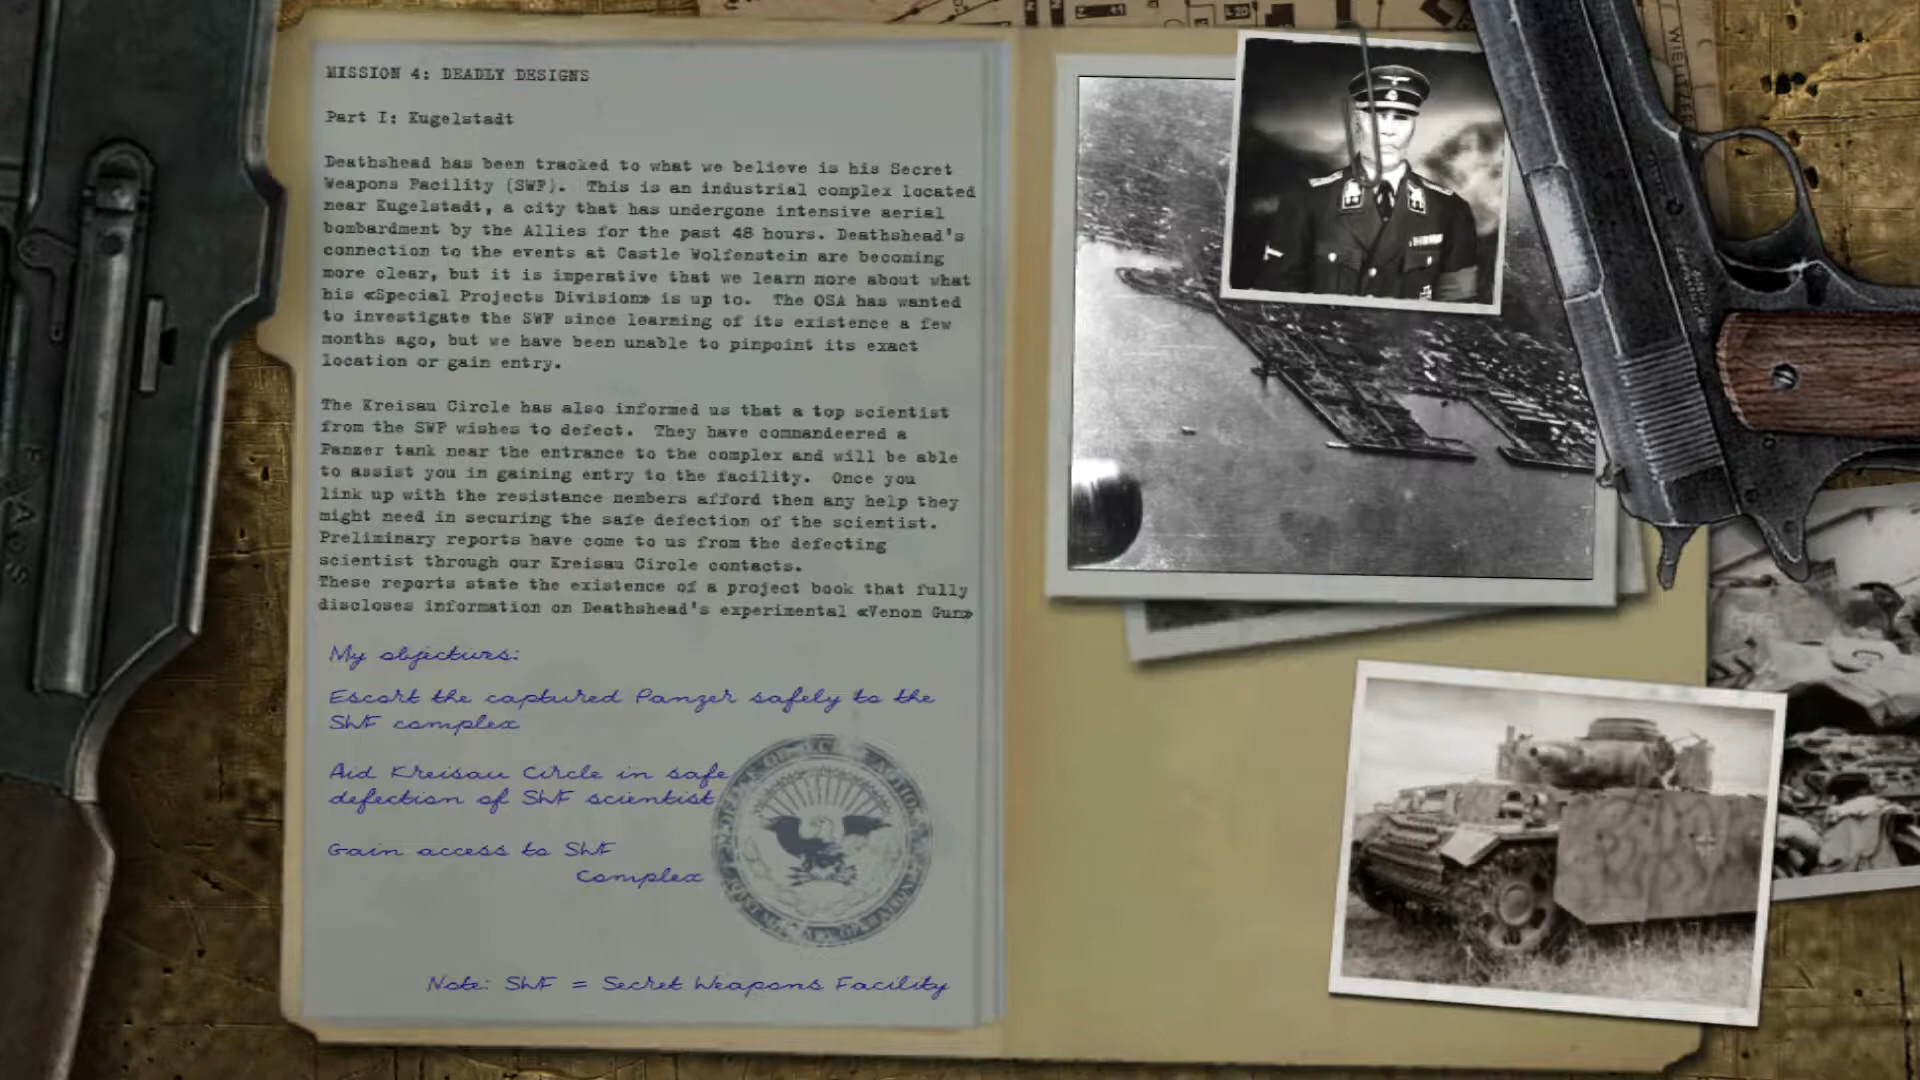 MISSION 4: DEADLY DESIGNS
Part I: Kugelstadt
Deathshead has been tracked to what we believe is his Secret
Weapons Facility (SWF). This is an industrial complex located
near Kugelstadt, a city that has undergone intensive aerial
bombardment by the Allies for the past 48 hours. Deathshead's
connection to the events at Castle Wolfenstein are becoming
more clear, but it is imperative that we learn more about what
his «Special Projects Division» is up to. The OSA has wanted
to investigate the SWF since learning of its existence a few
months ago, but we have been unable to pinpoint its exact
location or gain entry.
The Kreisau Circle has also informed us that a top scientist
from the SWF wishes to defect. They have commandeered a
Panzer tank near the entrance to the complex and will be able
to assist you in gaining entry to the facility. Once you
link up with the resistance members afford them any help they
might need in securing the safe defection of the scientist.
Preliminary reports have come to us from the defecting
scientist through our Kreisau Circle contacts.
These reports state the existence of a project book that fully
discloses information on Deathshead's experimental «Venom Gun»
My objectives:
Escort the captured Panzer safely to the
SWF complex
Aid Kreisau Circle in safe
defection of SWF scientist
Gain access to SWF
Complex
Note: SWF = Secret Weapons Facility